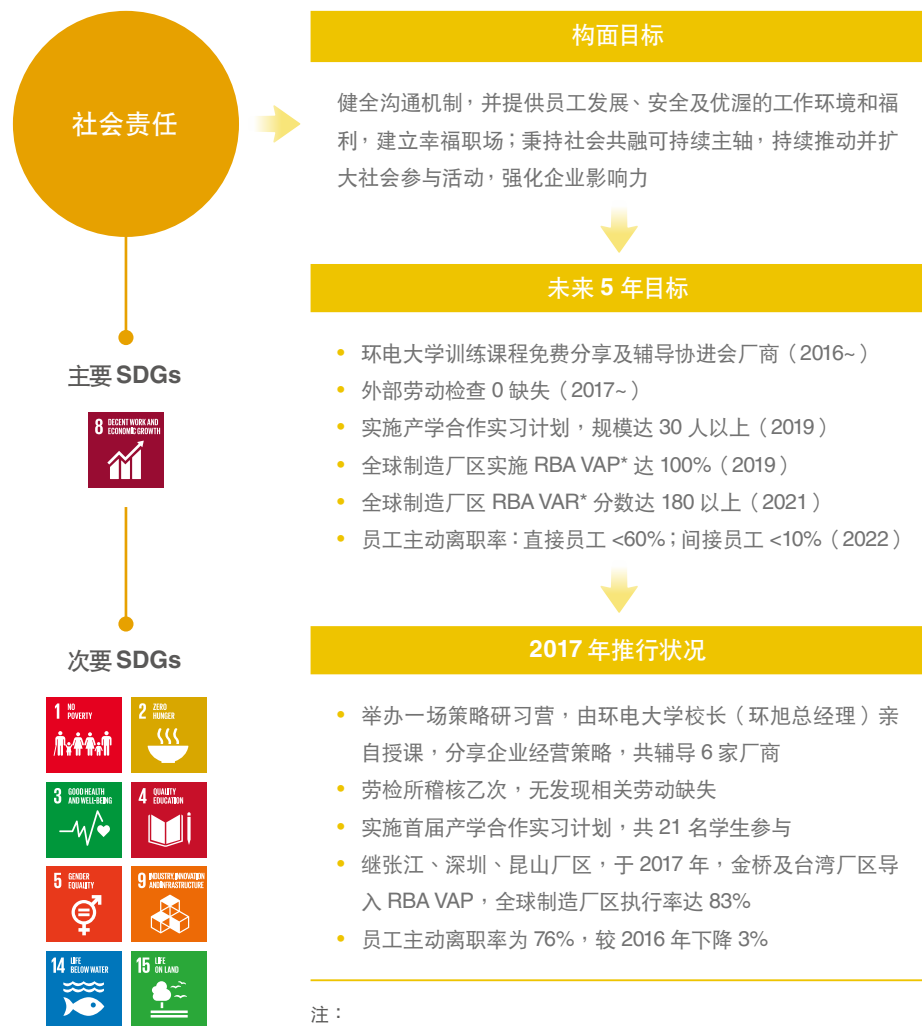 社会责任
主要 SDGs
8 DECENT WORK AND
ECONOMIC GROWTH
次要 SDGs
1 NO
POVERTY
2 ZERO
HUNGER
3 GOOD HEALTH
AND WELL-BEING
4 QUALITY
EDUCATION
5 GENDER
EQUALITY
9 INDUSTRY, INNOVATION
AND INFRASTRUCTURE
14 LIFE
BELOW WATER
15 LIFE
ON LAND
构面目标
健全沟通机制，并提供员工发展、安全及优渥的工作环境和福
利，建立幸福职场；秉持社会共融可持续主轴，持续推动并扩
大社会参与活动，强化企业影响力
未来 5 年目标
• 环电大学训练课程免费分享及辅导协进会厂商（2016~）
• 外部劳动检查 0 缺失（2017~）
• 实施产学合作实习计划，规模达 30 人以上（2019）
• 全球制造厂区实施 RBA VAP* 达 100%（2019）
• 全球制造厂区 RBA VAR* 分数达 180 以上（2021）
• 员工主动离职率：直接员工 <60%；间接员工 <10%（2022）
2017 年推行状况
• 举办一场策略研习营，由环电大学校长（环旭总经理）亲
自授课，分享企业经营策略，共辅导 6 家厂商
• 劳检所稽核乙次，无发现相关劳动缺失
• 实施首届产学合作实习计划，共 21 名学生参与
• 继张江、深圳、昆山厂区，于 2017 年，金桥及台湾厂区导
入 RBA VAP，全球制造厂区执行率达 83%
• 员工主动离职率为 76%，较 2016 年下降 3%
注：